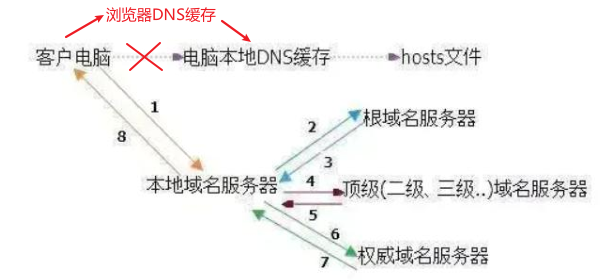 浏览器DNS缓存
客户电脑
电脑本地DNS缓存
hosts文件
1
8
2
根域名服务器
3
本地域名服务器
4
顶级(二级、三级..)域名服务器
5
6
7
权威域名服务器